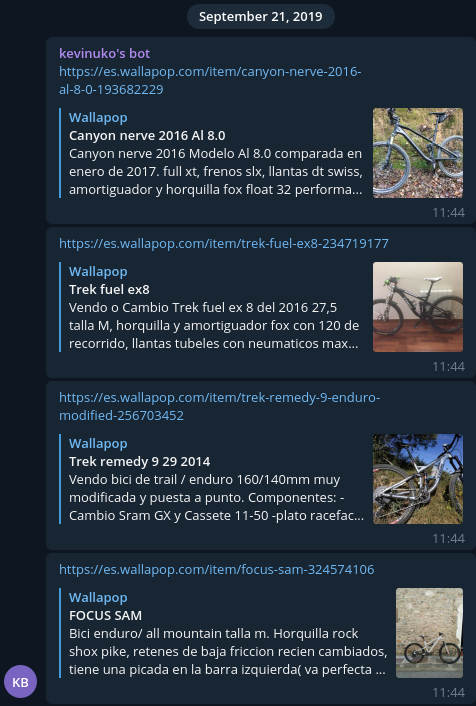 September 21, 2019
kevinuko's bot
https://es.wallapop.com/item/canyon-nerve-2016-
al-8-0-193682229
Wallapop
Canyon nerve 2016 Al 8.0
Canyon nerve 2016 Modelo Al 8.0 comparada en
enero de 2017. full xt, frenos slx, llantas dt swiss,
amortiguador y horquilla fox float 32 performa...
11:44
https://es.wallapop.com/item/trek-fuel-ex8-234719177
Wallapop
Trek fuel ex8
Vendo o Cambio Trek fuel ex 8 del 2016 27,5
talla M, horquilla y amortiguador fox con 120 de
recorrido, llantas tubeles con neumaticos max...
11:44
https://es.wallapop.com/item/trek-remedy-9-enduro-
modified-256703452
Wallapop
Trek remedy 9 29 2014
Vendo bici de trail / enduro 160/140mm muy
modificada y puesta a punto. Componentes: -
Cambio Sram GX y Cassete 11-50 -plato racefac...
11:44
https://es.wallapop.com/item/focus-sam-324574106
Wallapop
FOCUS SAM
Bici enduro/ all mountain talla m. Horquilla rock
shox pike, retenes de baja friccion recien cambiados,
tiene una picada en la barra izquierda( va perfecta ...
KB
11:44